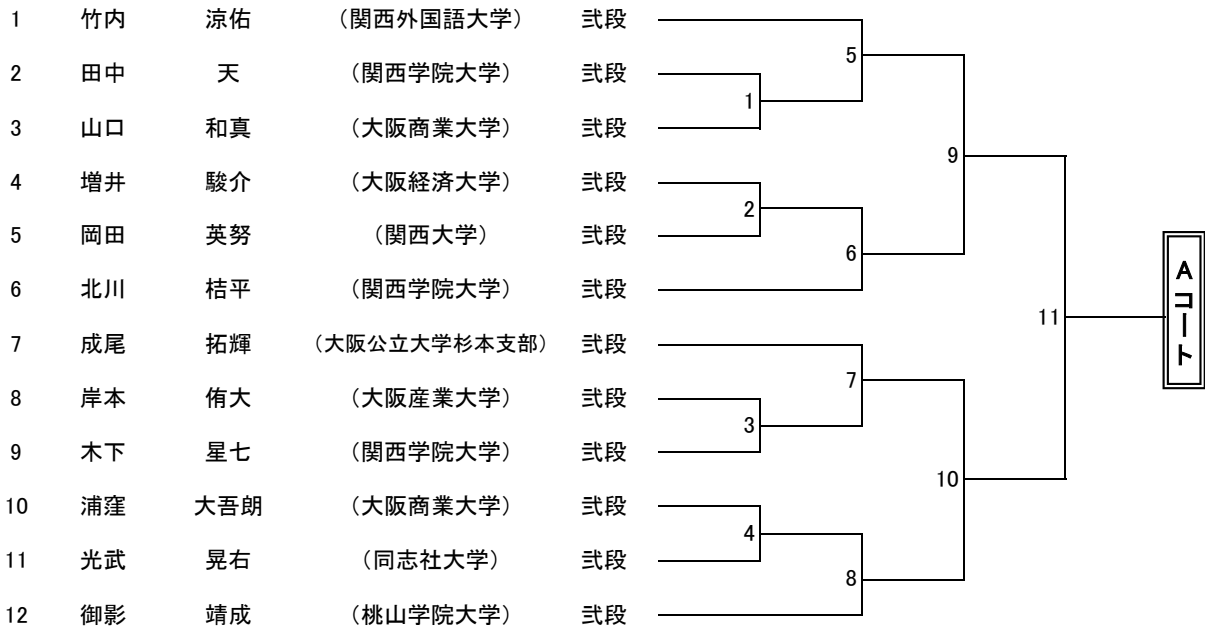 1 竹内 涼佑 （関西外国語大学） 弐段
2 田中 天 （関西学院大学） 弐段
3 山口 和真 （大阪商業大学） 弐段
4 増井 駿介 （大阪経済大学） 弐段
5 岡田 英努 （関西大学） 弐段
6 北川 桔平 （関西学院大学） 弐段
7 成尾 拓輝 （大阪公立大学杉本支部） 弐段
8 岸本 侑大 （大阪産業大学） 弐段
9 木下 星七 （関西学院大学） 弐段
10 浦窪 大吾朗 （大阪商業大学） 弐段
11 光武 晃右 （同志社大学） 弐段
12 御影 靖成 （桃山学院大学） 弐段
1
2
3
4
5
6
7
8
9
10
11
Aコート